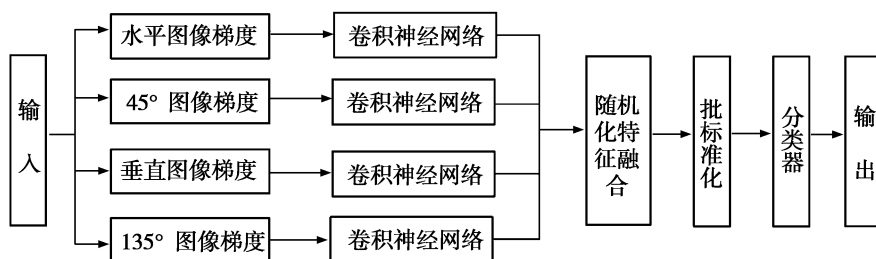 输入
水平图像梯度
卷积神经网络
45° 图像梯度
卷积神经网络
垂直图像梯度
卷积神经网络
135° 图像梯度
卷积神经网络
随机
化特
征融
合
批标准化
分类器
输出